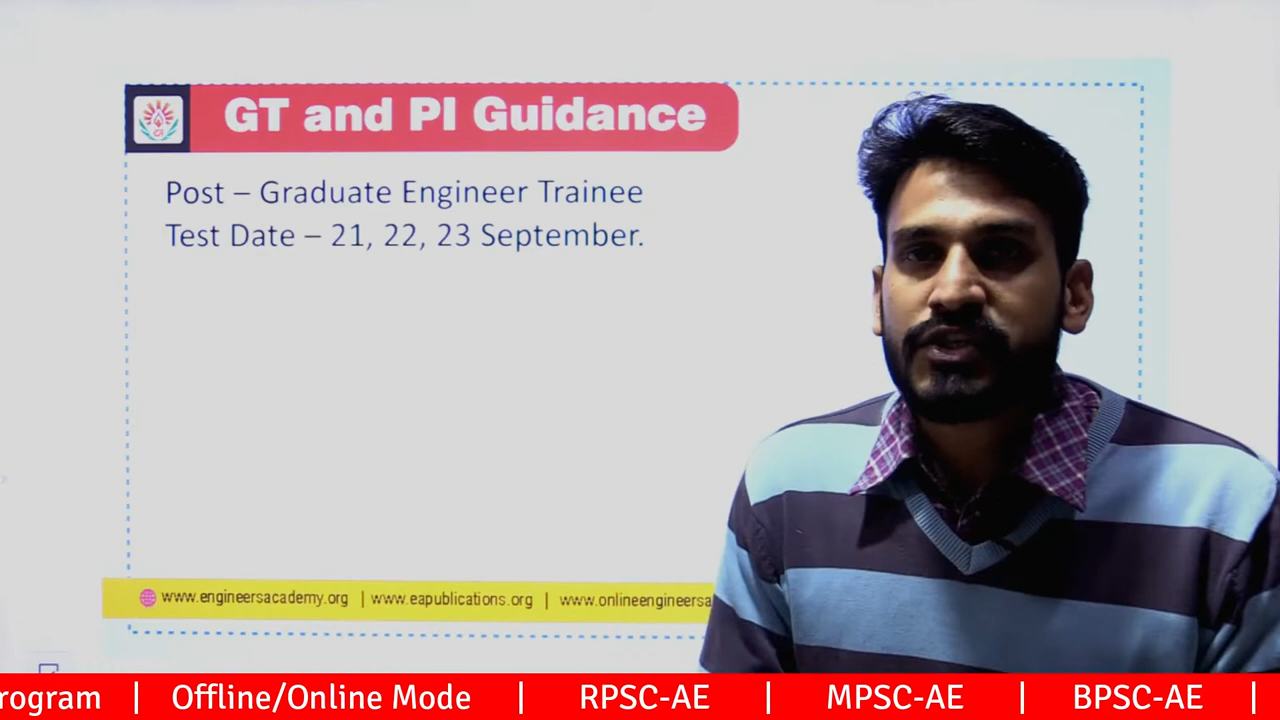 GT and PI Guidance
Post – Graduate Engineer Trainee
Test Date – 21, 22, 23 September.
www.engineersacademy.org | www.eapublications.org | www.onlineengineersa
rogram | Offline/Online Mode | RPSC-AE | MPSC-AE | BPSC-AE |